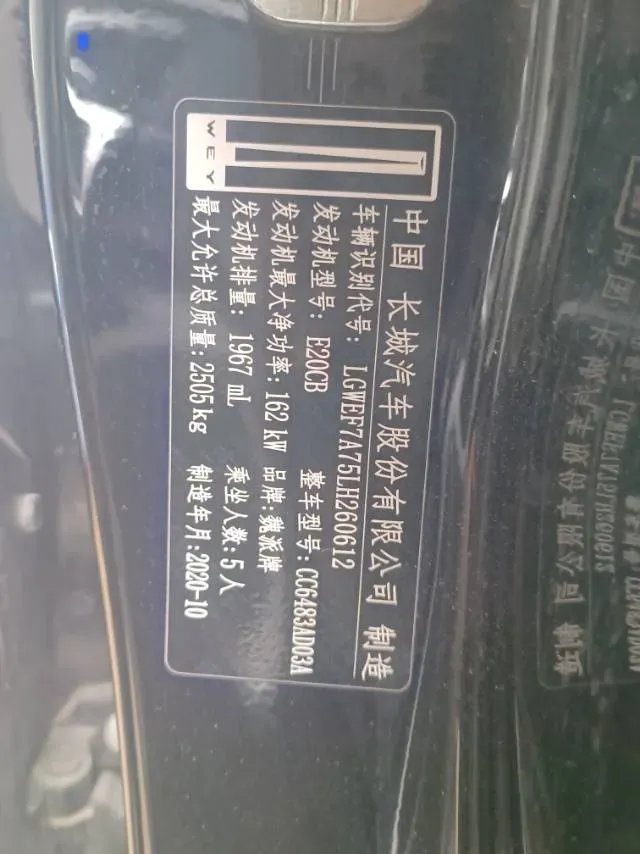 WEY
中国 长城汽车股份有限公司 制造
车辆识别代号: LGWEF7A75LH260612
发动机型号: E20CB 整车型号:CC6483AD03A
发动机最大净功率:162 kW 品牌:魏派牌
发动机排量: 1967 mL 乘坐人数:5人
最大允许总质量:2505kg 制造年月:2020-10